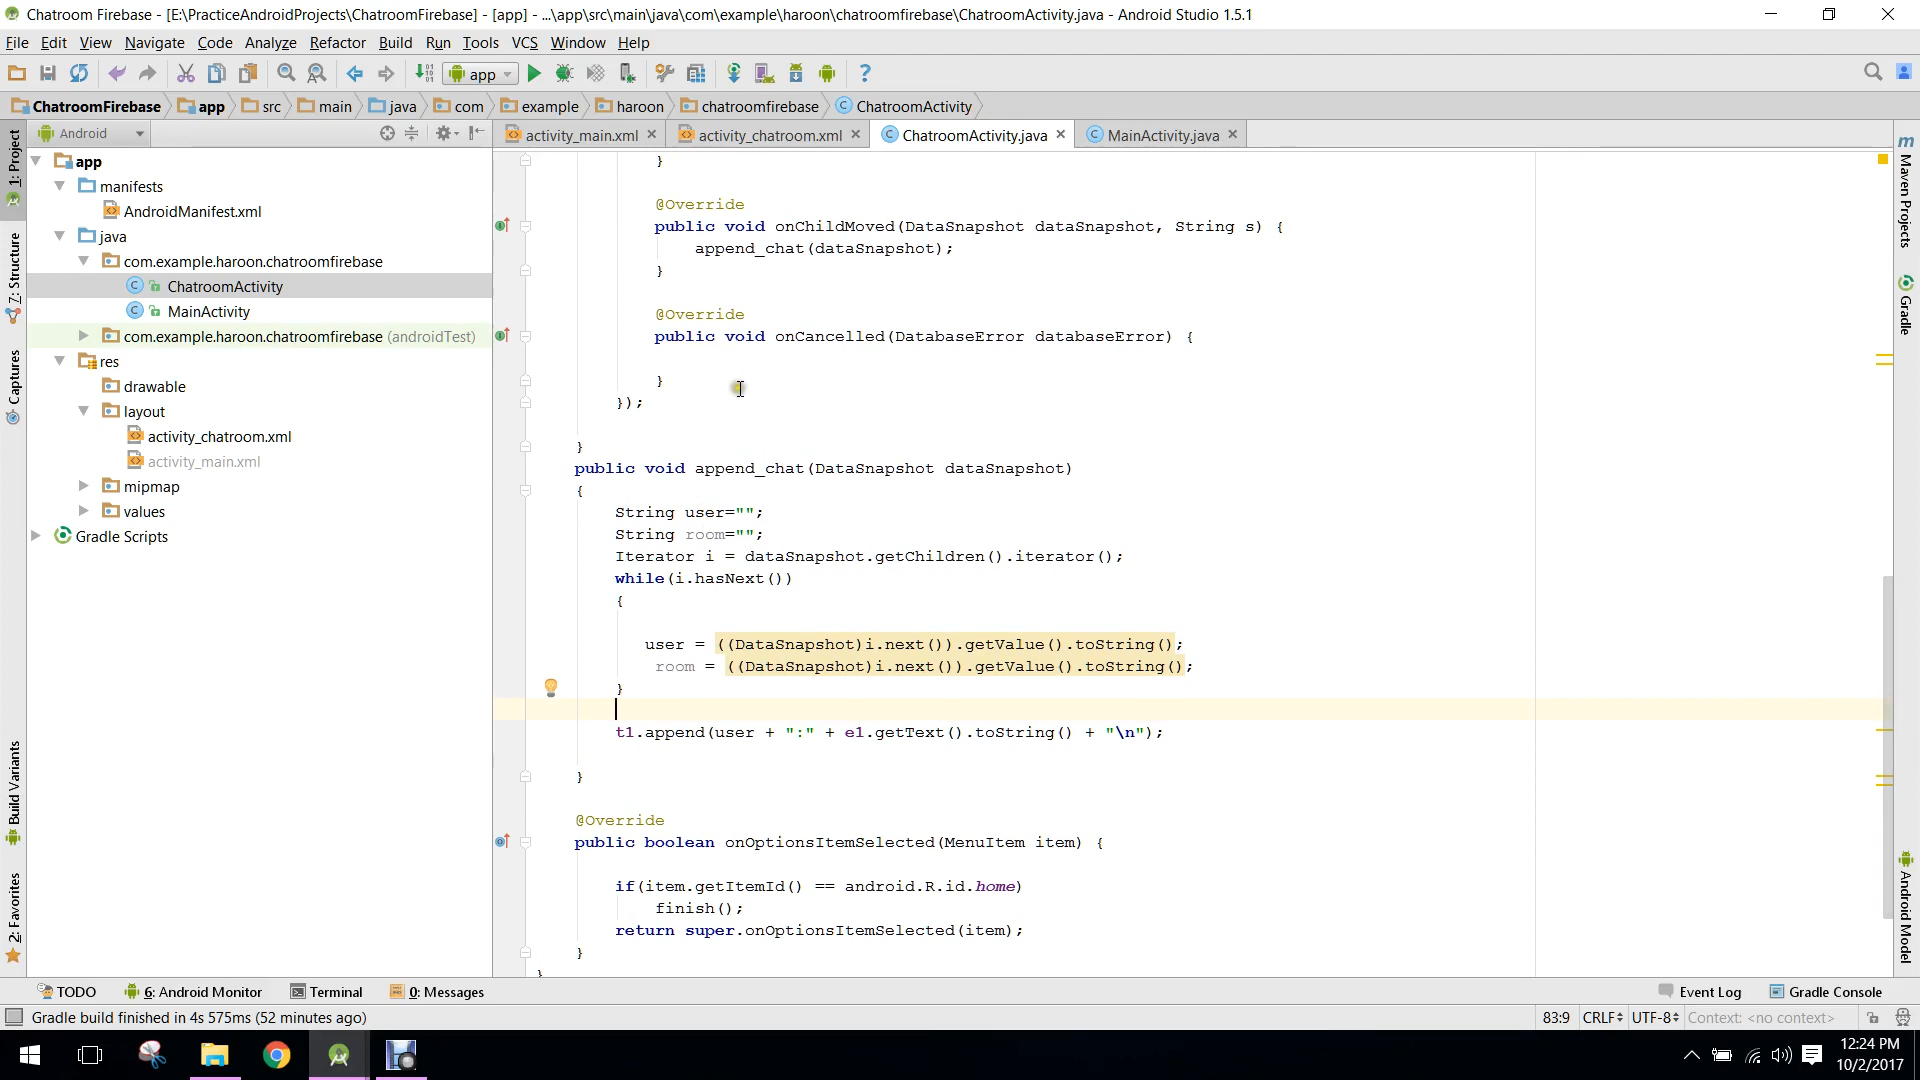 Chatroom Firebase - [E:\PracticeAndroidProjects\ChatroomFirebase] - [app] - ...\app\src\main\java\com\example\haroon\chatroomfirebase\ChatroomActivity.java - Android Studio 1.5.1
File Edit View Navigate Code Analyze Refactor Build Run Tools VCS Window Help
app
ChatroomFirebase app src main java com example haroon chatroomfirebase ChatroomActivity
Android
activity_main.xml activity_chatroom.xml ChatroomActivity.java MainActivity.java
1: Project
7: Structure
Captures
Build Variants
2: Favorites
app
manifests
AndroidManifest.xml
java
com.example.haroon.chatroomfirebase
ChatroomActivity
MainActivity
com.example.haroon.chatroomfirebase (androidTest)
res
drawable
layout
activity_chatroom.xml
activity_main.xml
mipmap
values
Gradle Scripts
}
@Override
public void onChildMoved(DataSnapshot dataSnapshot, String s) {
append_chat(dataSnapshot);
}
@Override
public void onCancelled(DatabaseError databaseError) {
}
});
}
public void append_chat(DataSnapshot dataSnapshot)
{
String user="";
String room="";
Iterator i = dataSnapshot.getChildren().iterator();
while(i.hasNext())
{
user = ((DataSnapshot)i.next()).getValue().toString();
room = ((DataSnapshot)i.next()).getValue().toString();
}
t1.append(user + ":" + e1.getText().toString() + "\n");
}
@Override
public boolean onOptionsItemSelected(MenuItem item) {
if(item.getItemId() == android.R.id.home)
finish();
return super.onOptionsItemSelected(item);
}
}
m Maven Projects
Gradle
Android Model
TODO 6: Android Monitor Terminal 0: Messages Event Log Gradle Console
Gradle build finished in 4s 575ms (52 minutes ago) 83:9 CRLF UTF-8 Context: <no context>
12:24 PM
10/2/2017